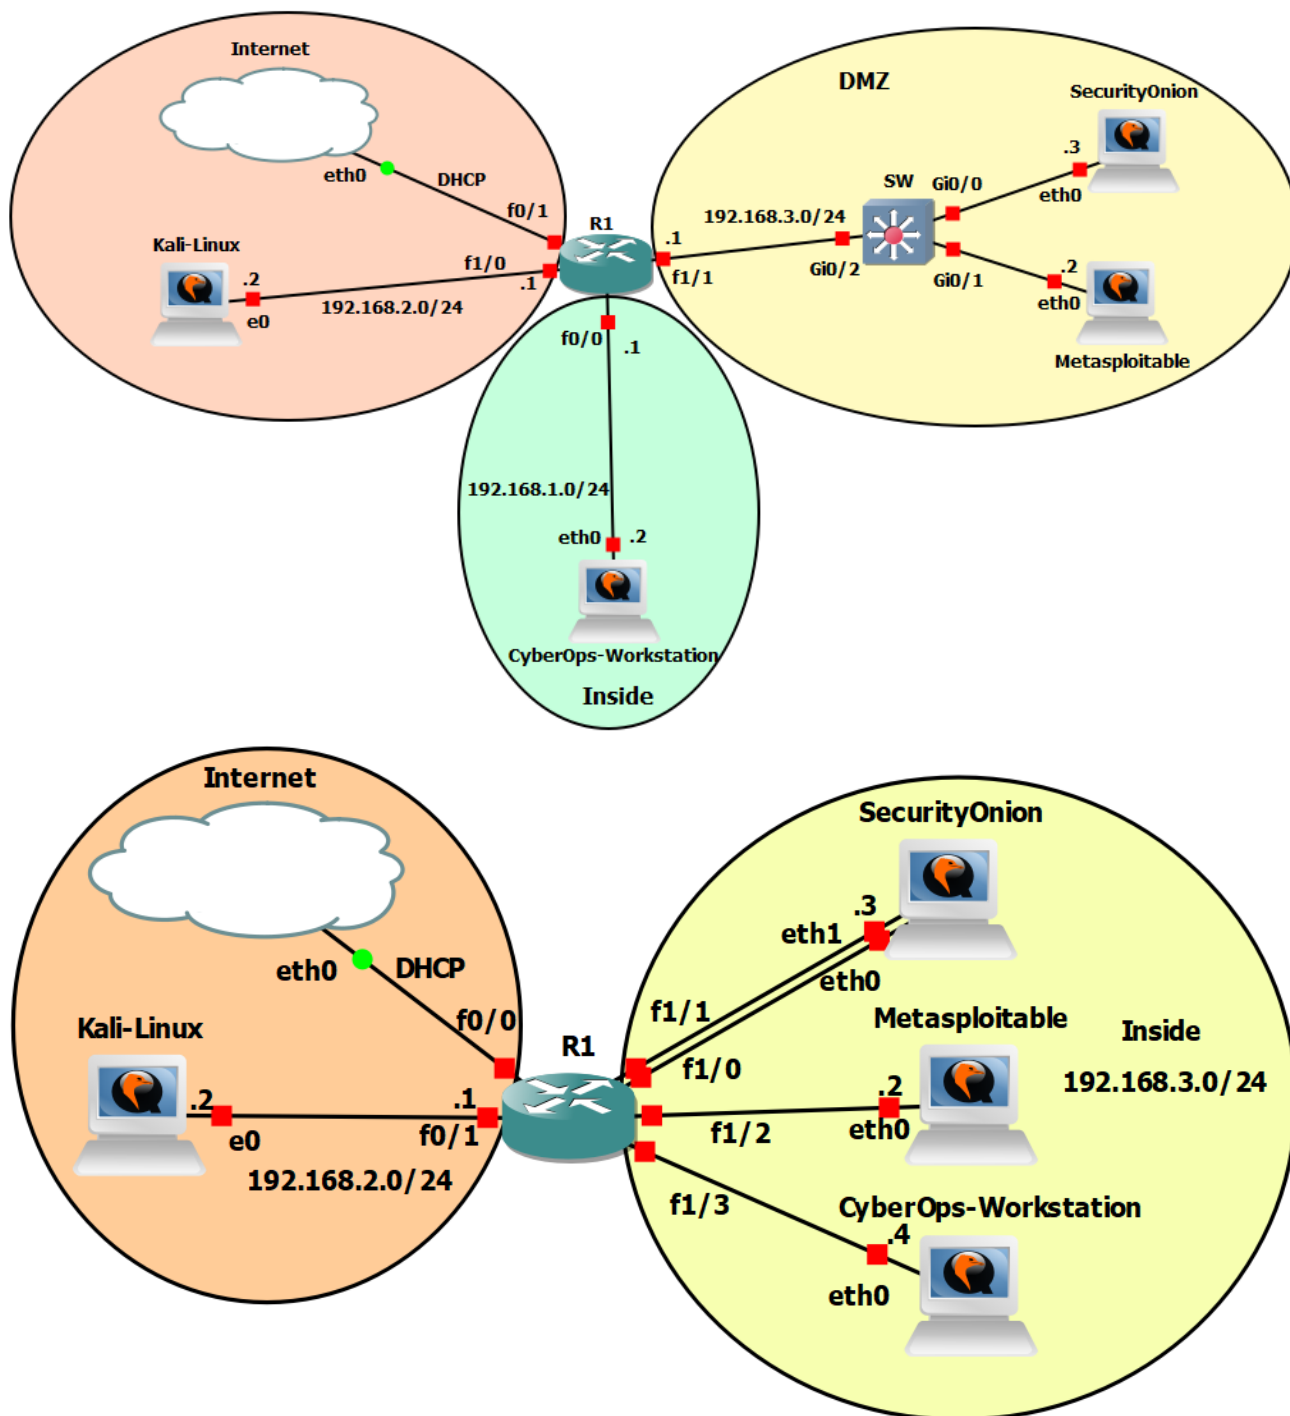 Internet
DMZ
SecurityOnion
.3
eth0
DHCP
SW
Gi0/0
eth0
f0/1
R1
192.168.3.0/24
Kali-Linux
.1
f1/0
f1/1
Gi0/2
Gi0/1
.2
eth0
.2
.1
192.168.2.0/24
e0
f0/0
.1
Metasploitable
192.168.1.0/24
eth0
.2
CyberOps-Workstation
Inside
Internet
SecurityOnion
.3
eth1
eth0
DHCP
eth0
f0/0
f1/1
Kali-Linux
R1
f1/0
Metasploitable
Inside
192.168.3.0/24
.2
.1
e0
f0/1
f1/2
.2
eth0
192.168.2.0/24
f1/3
CyberOps-Workstation
.4
eth0